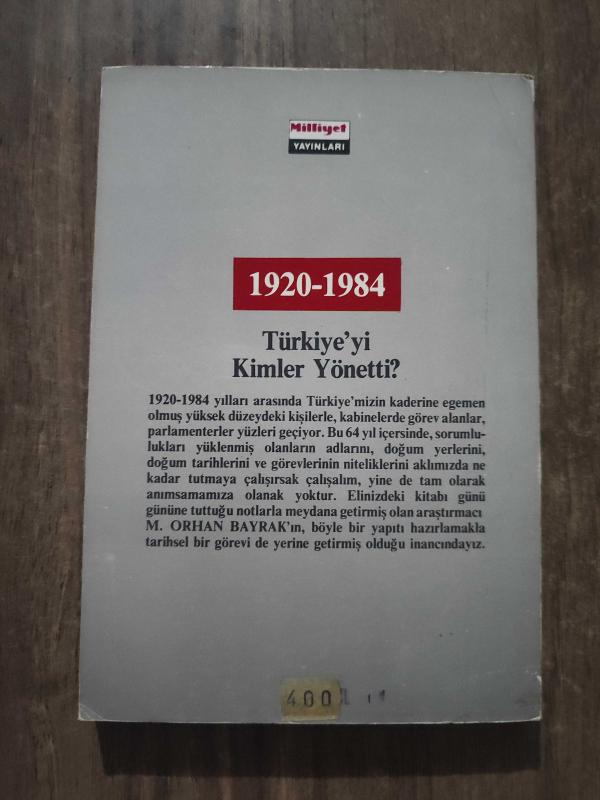 Milliyet
YAYINLARI
1920-1984
Türkiye'yi
Kimler Yönetti?
1920-1984 yılları arasında Türkiye'mizin kaderine egemen
olmuş yüksek düzeydeki kişilerle, kabinelerde görev alanlar,
parlamenterler yüzleri geçiyor. Bu 64 yıl içersinde, sorumlu-
lukları yüklenmiş olanların adlarını, doğum yerlerini,
doğum tarihlerini ve görevlerinin niteliklerini aklımızda ne
kadar tutmaya çalışırsak çalışalım, yine de tam olarak
anımsamamıza olanak yoktur. Elinizdeki kitabı günü
gününe tuttuğu notlarla meydana getirmiş olan araştırmacı
M. ORHAN BAYRAK'ın, böyle bir yapıtı hazırlamakla
tarihsel bir görevi de yerine getirmiş olduğu inancındayız.
400